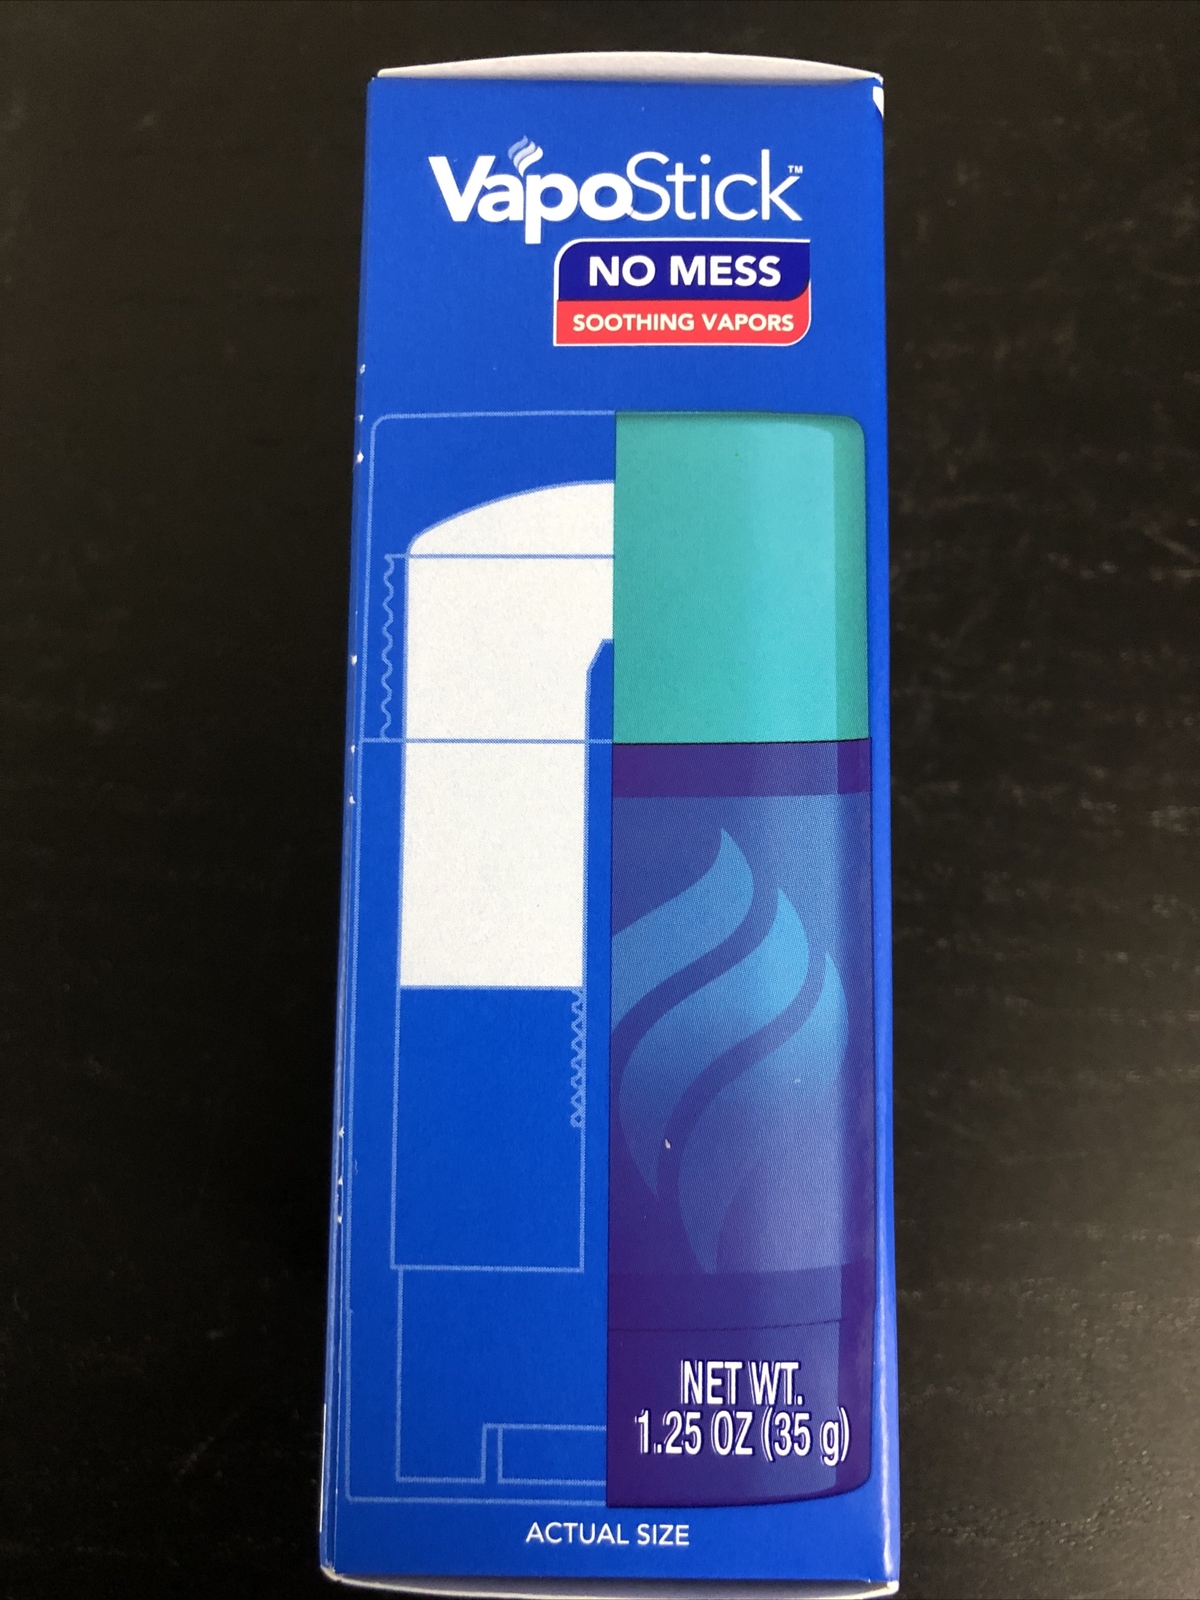 VapoStick™
NO MESS
SOOTHING VAPORS
NET WT.
1.25 OZ (35 g)
ACTUAL SIZE